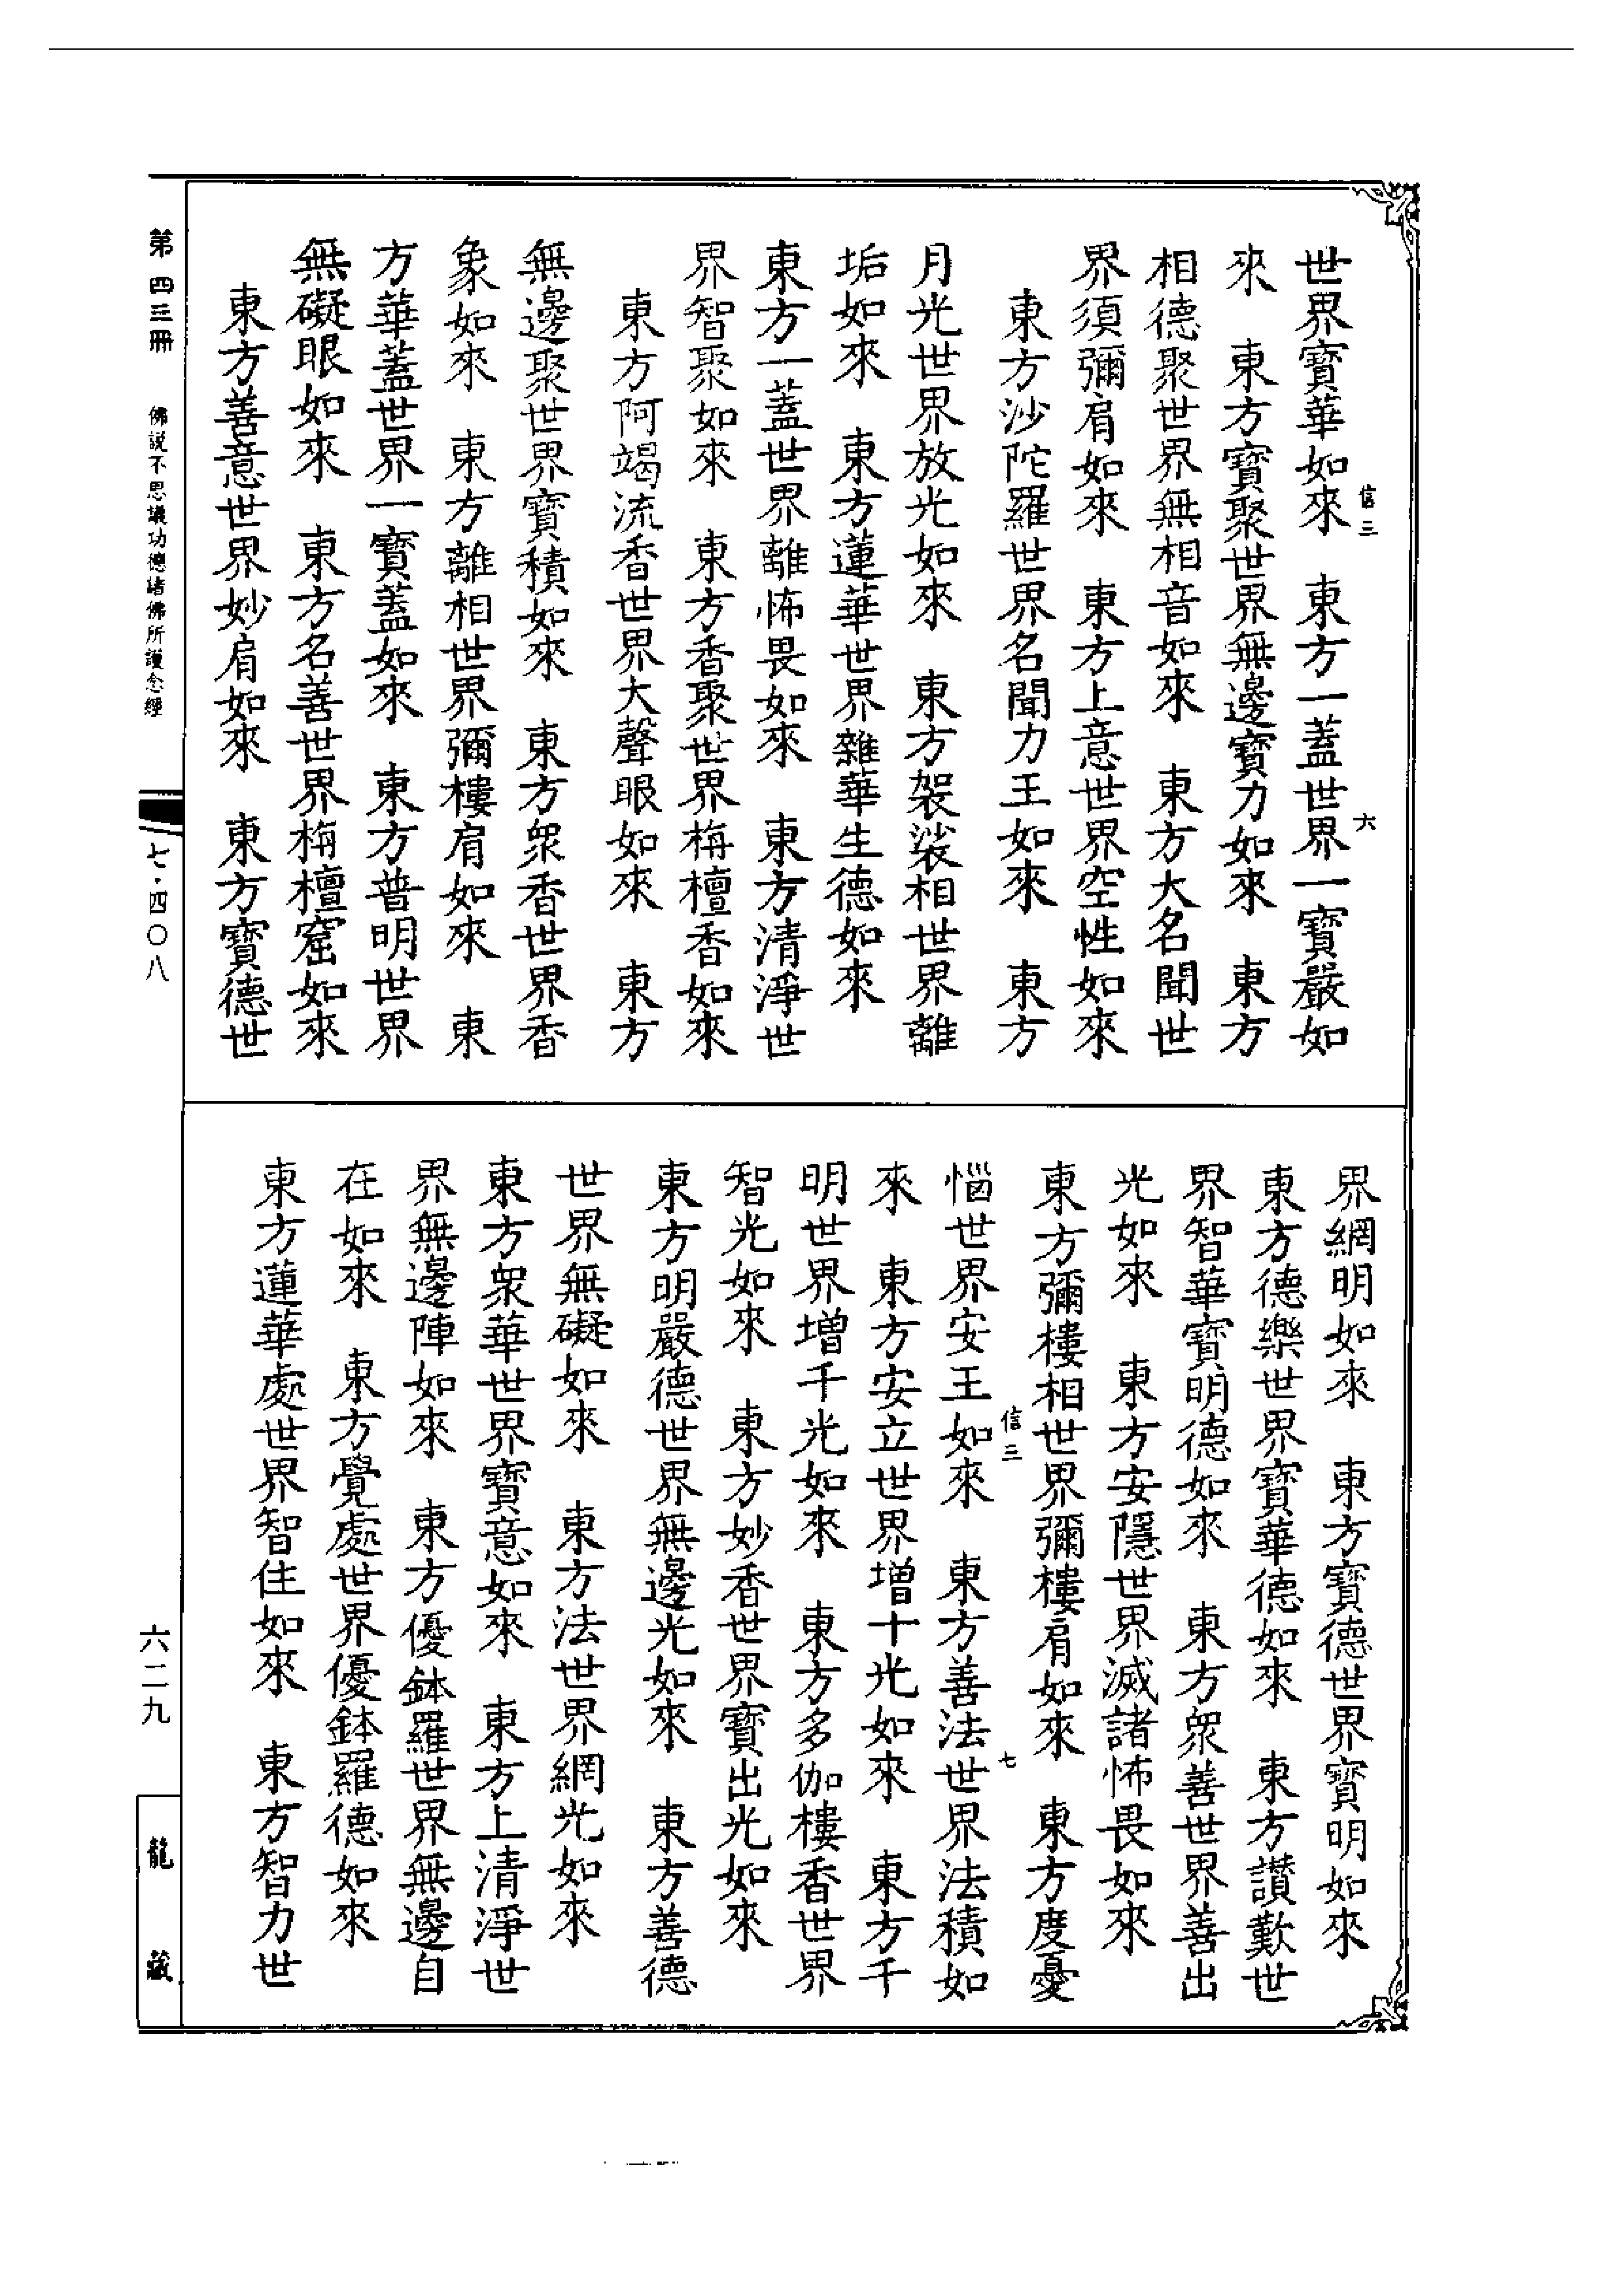 世界寶華如來　東方一蓋世界一寶嚴如
來　東方寶聚世界無邊寶力如來　東方
相德聚世界無相音如來　東方大名聞世
界須彌肩如來　東方上意世界空性如來
東方沙陀羅世界名聞力王如來　東方
月光世界放光如來　東方袈裟相世界離
垢如來　東方蓮華世界雜華生德如來
東方一蓋世界離怖畏如來　東方清淨世
界智聚如來　東方香聚世界栴檀香如來
東方阿竭流香世界大聲眼如來　東方
無邊聚世界寶積如來　東方眾香世界香
象如來　東方離相世界彌樓肩如來　東
方華蓋世界一寶蓋如來　東方普明世界
無礙眼如來　東方名善世界栴檀窟如來
東方善意世界妙肩如來　東方寶德世
信三
六
界網明如來　東方寶德世界寶明如來
東方德樂世界寶華德如來　東方讃歎世
界智華寶明德如來　東方眾善世界善出
光如來　東方安隱世界滅諸怖畏如來
東方彌樓相世界彌樓肩如來　東方度憂
惱世界安王如來　東方善法世界法積如
來　東方安立世界增十光如來　東方千
明世界增千光如來　東方多伽樓香世界
智光如來　東方妙香世界寶出光如來
東方明嚴德世界無邊光如來　東方善德
世界無礙如來　東方法世界網光如來
東方眾華世界寶意如來　東方上清淨世
界無邊陣如來　東方優鉢羅世界無邊自
在如來　東方覺處世界優鉢羅德如來
東方蓮華處世界智住如來　東方智力世
信三
七
第四三冊　佛說不思議功德諸佛所護念經
七·四〇八
六二九
龍藏